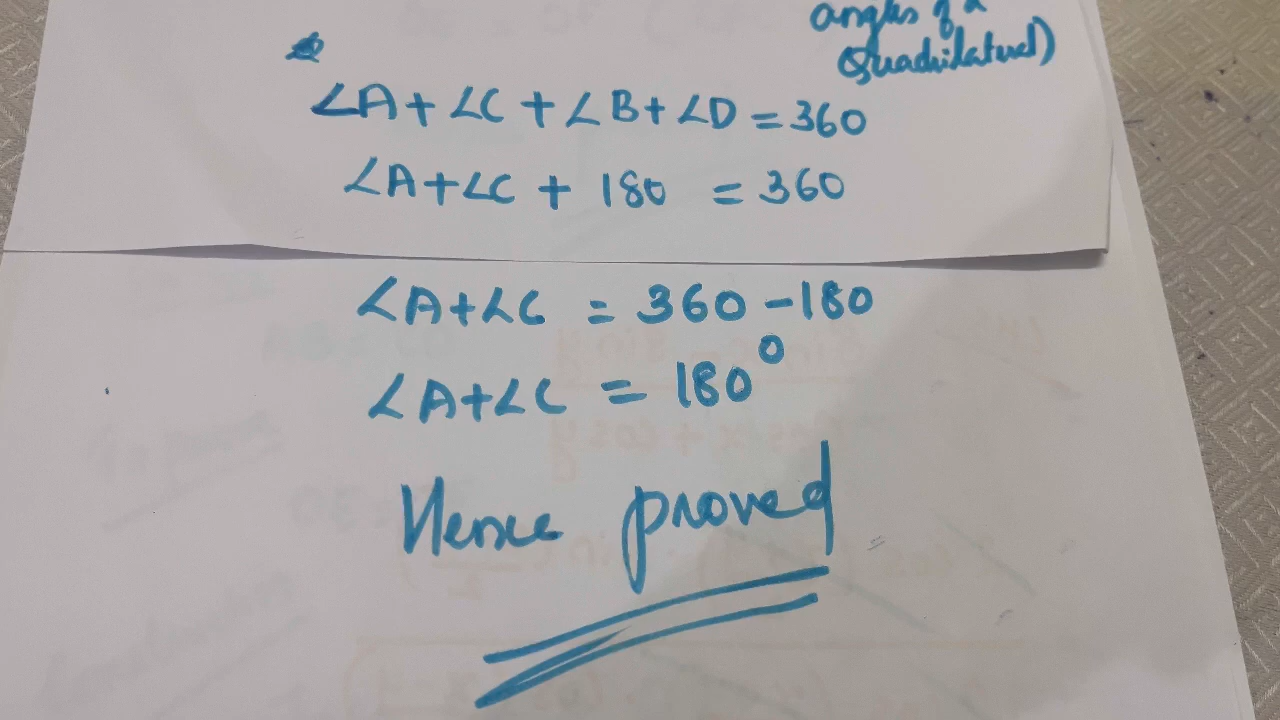 angles of a
Quadrilateral)
∠A+∠C+∠B+∠D=360
∠A+∠C+180=360
∠A+∠C=360-180
∠A+∠C=180°
Hence proved